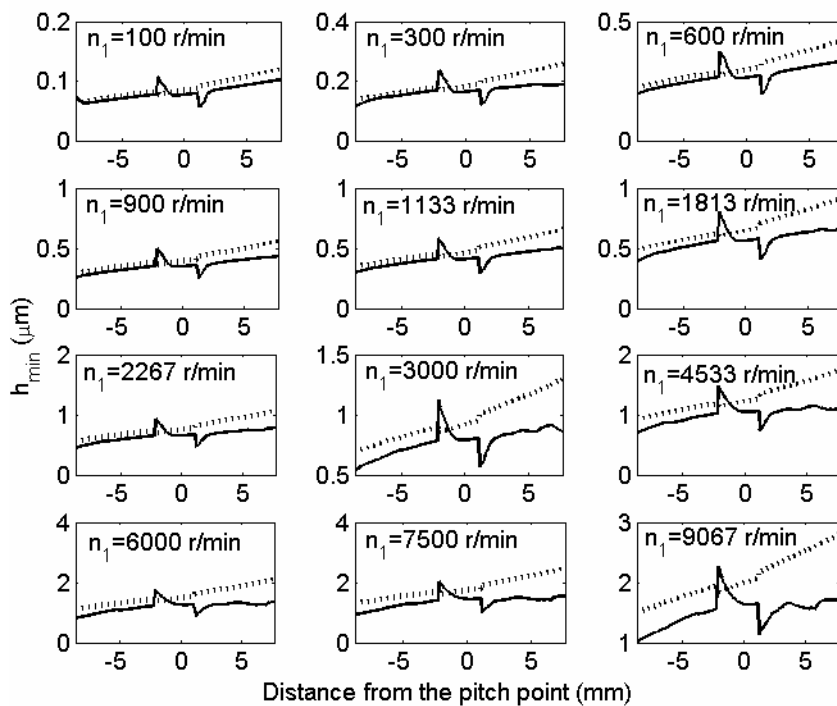 n1=100 r/min
n1=300 r/min
n1=600 r/min
0.2
0.1
0
0.4
0.2
0
0.5
0
-5 0 5
-5 0 5
-5 0 5
n1=900 r/min
n1=1133 r/min
n1=1813 r/min
1
0.5
0
1
0.5
0
1
0.5
0
-5 0 5
-5 0 5
-5 0 5
hmin (μm)
n1=2267 r/min
n1=3000 r/min
n1=4533 r/min
2
1
0
1.5
1
0.5
2
1
0
-5 0 5
-5 0 5
-5 0 5
n1=6000 r/min
n1=7500 r/min
n1=9067 r/min
4
2
0
4
2
0
3
2
1
-5 0 5
-5 0 5
-5 0 5
Distance from the pitch point (mm)